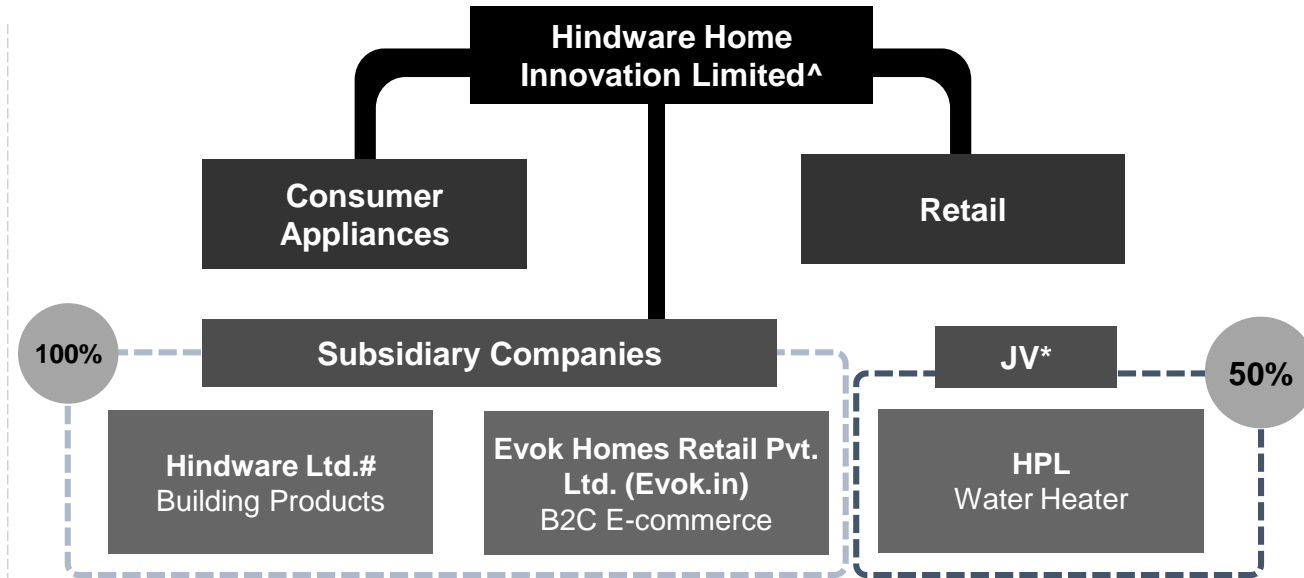 Hindware Home
Innovation Limited^
Consumer
Appliances
Retail
100%
Subsidiary Companies
JV*
50%
Hindware Ltd.#
Building Products
Evok Homes Retail Pvt.
Ltd. (Evok.in)
B2C E-commerce
HPL
Water Heater